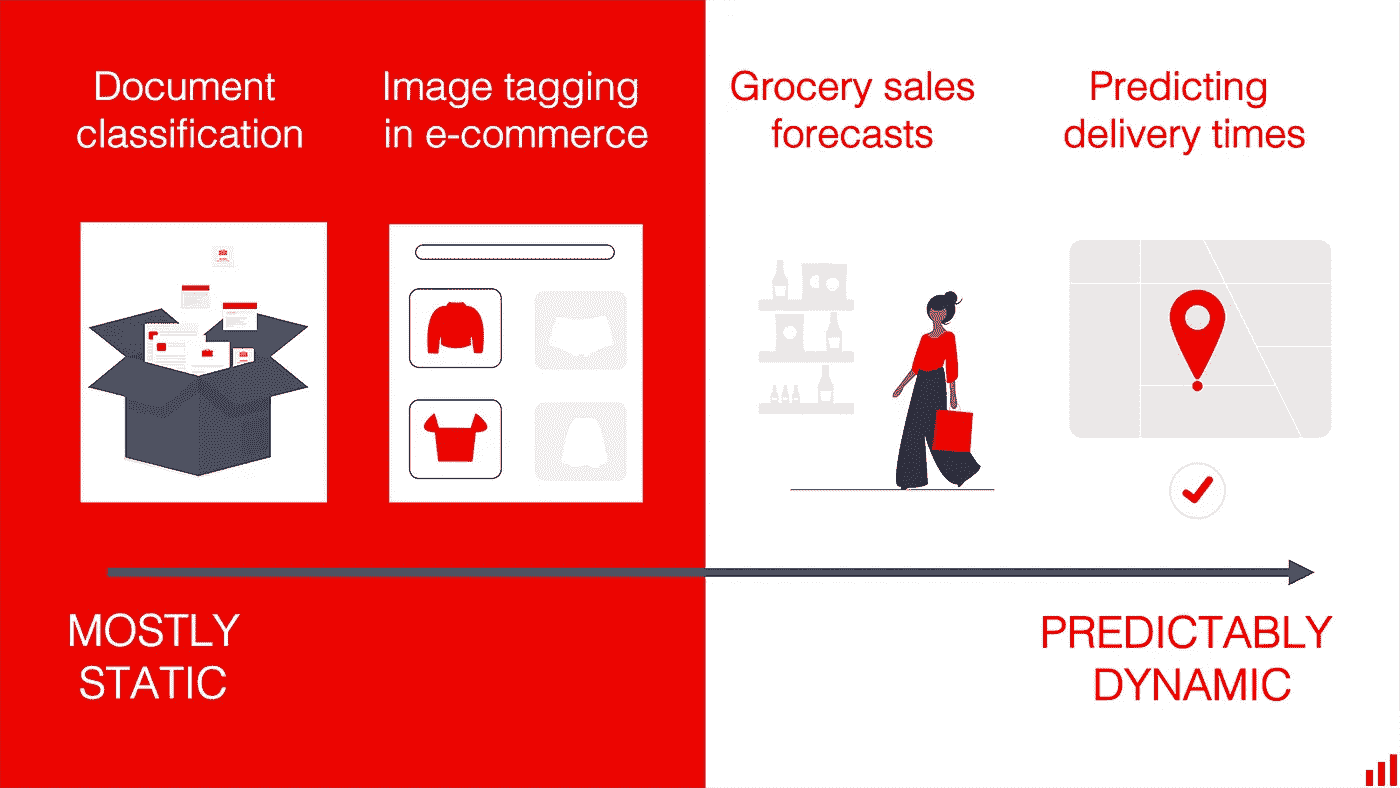 Document
classification
Image tagging
in e-commerce
Grocery sales
forecasts
Predicting
delivery times
MOSTLY
STATIC
PREDICTABLY
DYNAMIC